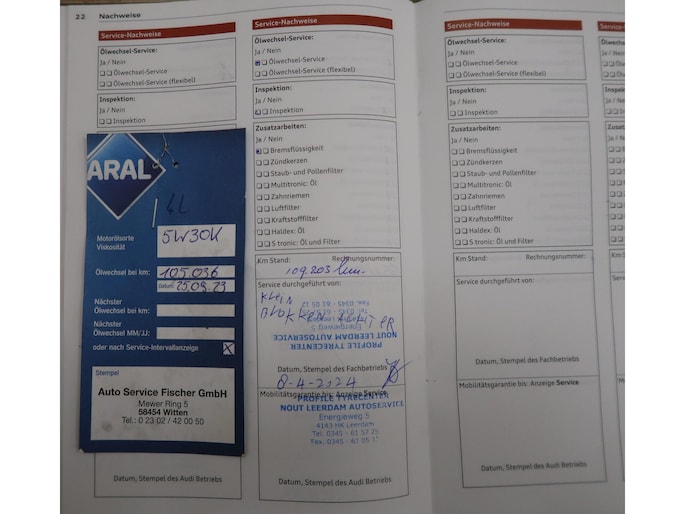 22 Nachweise
Service-Nachweise
Ölwechsel-Service:
Ja / Nein
Ölwechsel-Service
Ölwechsel-Service (flexibel)
Inspektion:
Ja / Nein
Inspektion
ARAL
4L
Motorölsorte
Viskosität
5W30K
Ölwechsel bei km:
105.036
Datum: 25.09.23
Nächster
Ölwechsel bei km:
Nächster
Ölwechsel MM/JJ:
oder nach Service-Intervallanzeige
Stempel
Auto Service Fischer GmbH
Mewer Ring 5
58454 Witten
Tel.: 0 23 02 / 42 00 50
Datum, Stempel des Audi Betriebs
Service-Nachweise
Ölwechsel-Service:
Ja / Nein
Ölwechsel-Service
Ölwechsel-Service (flexibel)
Inspektion:
Ja / Nein
Inspektion
Zusatzarbeiten:
Ja / Nein
Bremsflüssigkeit
Zündkerzen
Staub- und Pollenfilter
Multitronic: Öl
Zahnriemen
Luftfilter
Kraftstofffilter
Haldex: Öl
S tronic: Öl und Filter
Km Stand: Rechnungsnummer:
109203 km
Service durchgeführt von:
Klein
PROFILE TYRECENTER
NOUT LEERDAM AUTOSERVICE
Energieweg 5
Datum, Stempel des Fachbetriebs
8-4-2024
Mobilitätsgarantie bis: Anzeige Service
PROFILE TYRECENTER
NOUT LEERDAM AUTOSERVICE
Energieweg 5
4143 HK Leerdam
Tel: 0345 - 61 57 25
Fax. 0345 - 61 05
Datum, Stempel des Audi Betriebs
Service-Nachweise
Ölwechsel-Service:
Ja / Nein
Ölwechsel-Service
Ölwechsel-Service (flexibel)
Inspektion:
Ja / Nein
Inspektion
Zusatzarbeiten:
Ja / Nein
Bremsflüssigkeit
Zündkerzen
Staub- und Pollenfilter
Multitronic: Öl
Zahnriemen
Luftfilter
Kraftstofffilter
Haldex: Öl
S tronic: Öl und Filter
Km Stand: Rechnungsnummer:
Service durchgeführt von:
Datum, Stempel des Fachbetriebs
Mobilitätsgarantie bis: Anzeige Service
Datum, Stempel des Audi Betriebs